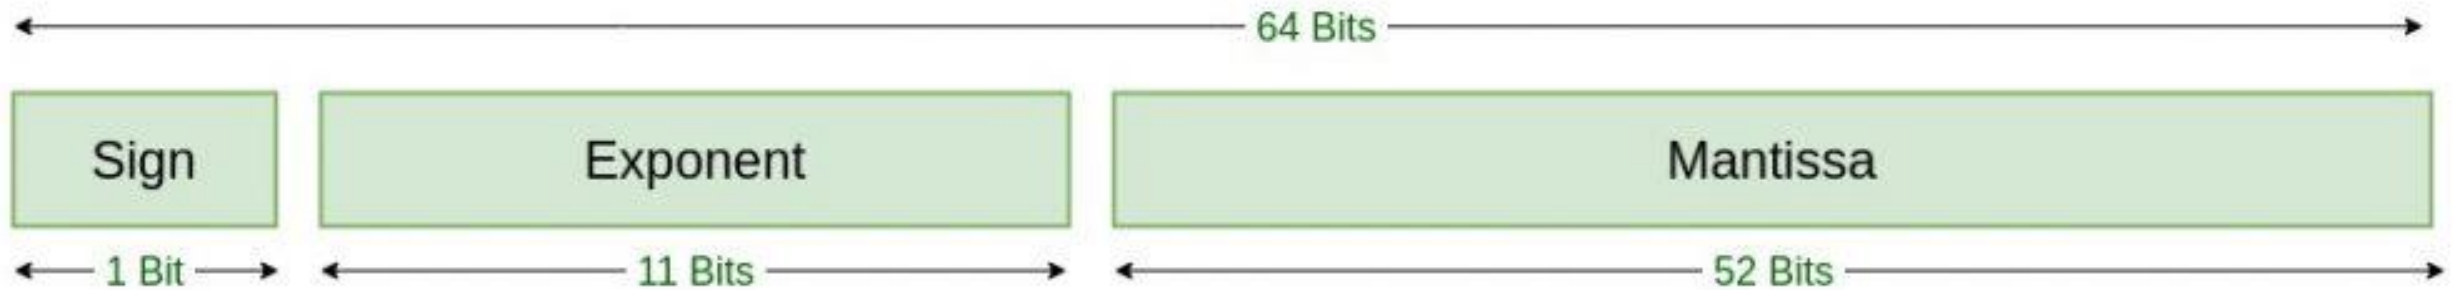 64 Bits
Sign Exponent Mantissa
1 Bit 11 Bits 52 Bits